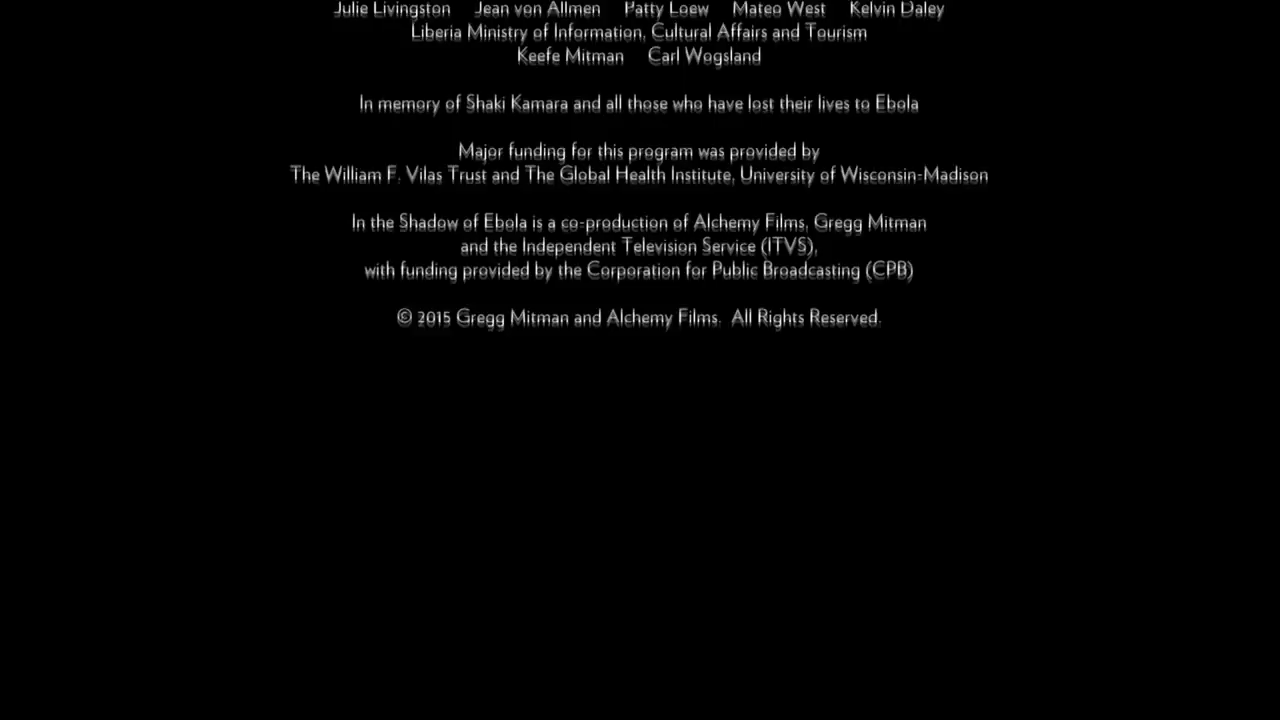 Julie Livingston Jean von Allmen Patty Loew Mateo West Kelvin Daley
Liberia Ministry of Information, Cultural Affairs and Tourism
Keefe Mitman Carl Wogsland
In memory of Shaki Kamara and all those who have lost their lives to Ebola
Major funding for this program was provided by
The William F. Vilas Trust and The Global Health Institute, University of Wisconsin-Madison
In the Shadow of Ebola is a co-production of Alchemy Films, Gregg Mitman
and the Independent Television Service (ITVS),
with funding provided by the Corporation for Public Broadcasting (CPB)
© 2015 Gregg Mitman and Alchemy Films. All Rights Reserved.